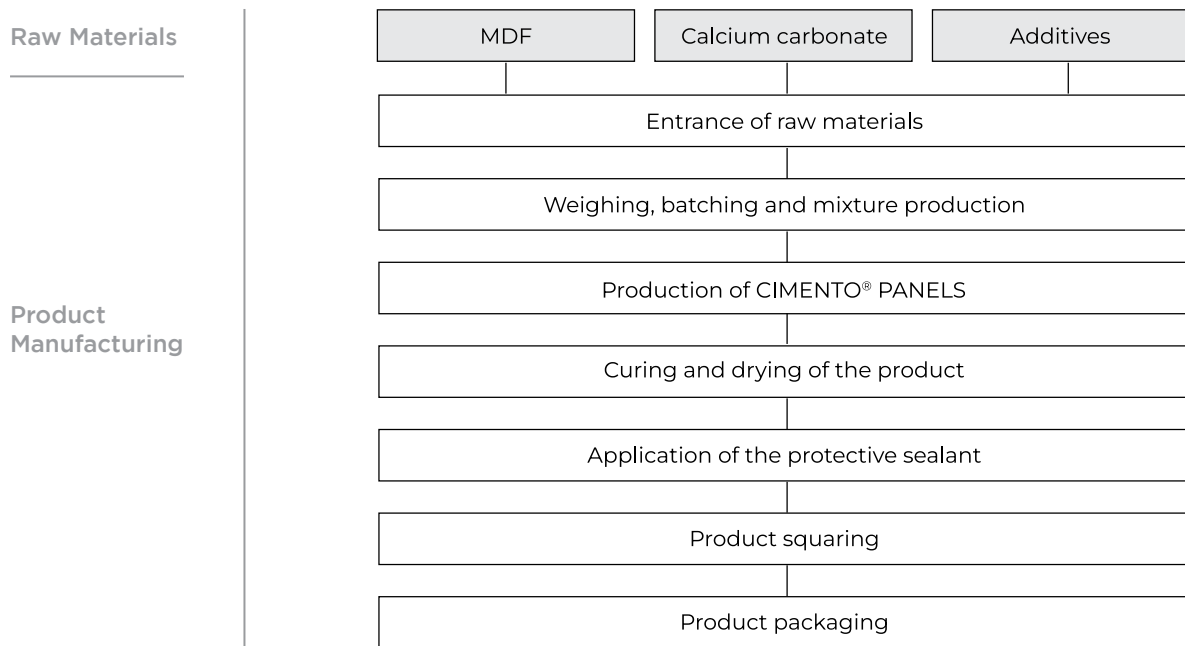 Raw Materials
MDF
Calcium carbonate
Additives
Entrance of raw materials
Weighing, batching and mixture production
Production of CIMENTO® PANELS
Product
Manufacturing
Curing and drying of the product
Application of the protective sealant
Product squaring
Product packaging